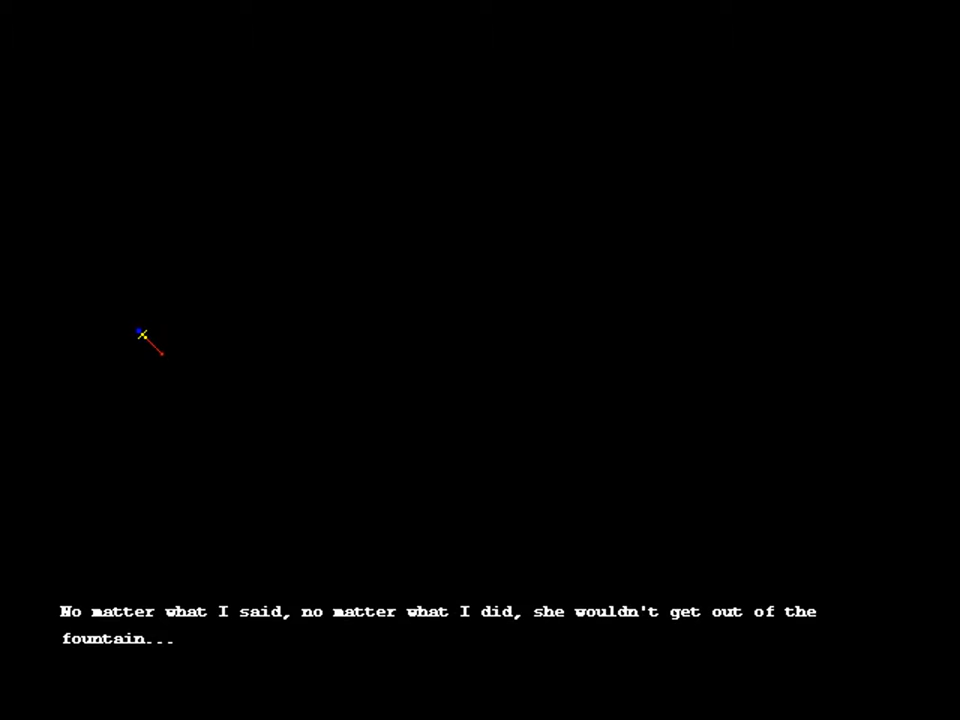 No matter what I said, no matter what I did, she wouldn't get out of the
fountain...